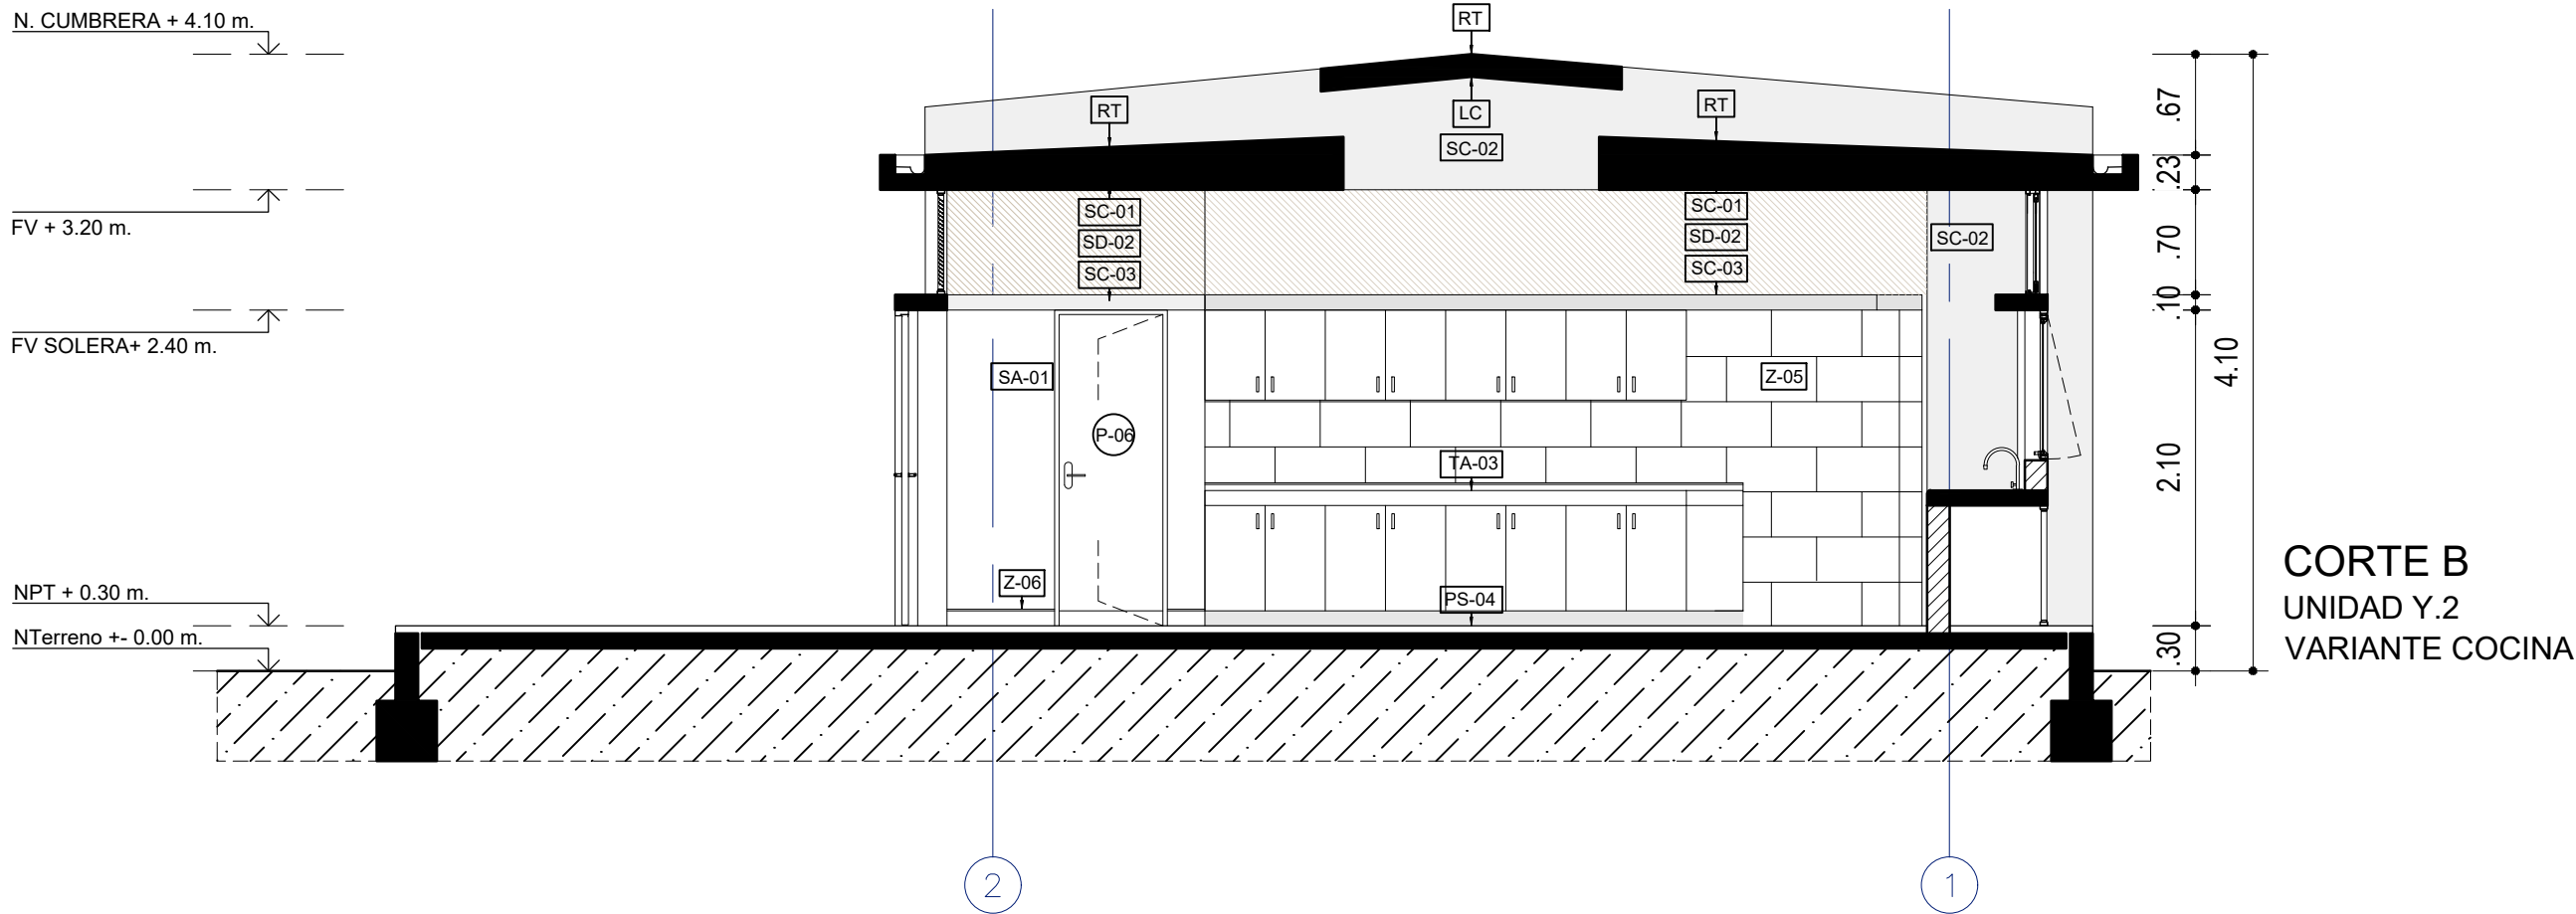 N. CUMBRERA + 4.10 m.
FV + 3.20 m.
FV SOLERA+ 2.40 m.
NPT + 0.30 m.
NTerreno +- 0.00 m.
RT
RT
LC
RT
SC-02
SC-01
SD-02
SC-03
SC-01
SD-02
SC-03
SC-02
SA-01
P-06
Z-05
TA-03
Z-06
PS-04
.67
.23
.70
.10
2.10
.30
4.10
CORTE B
UNIDAD Y.2
VARIANTE COCINA
2
1